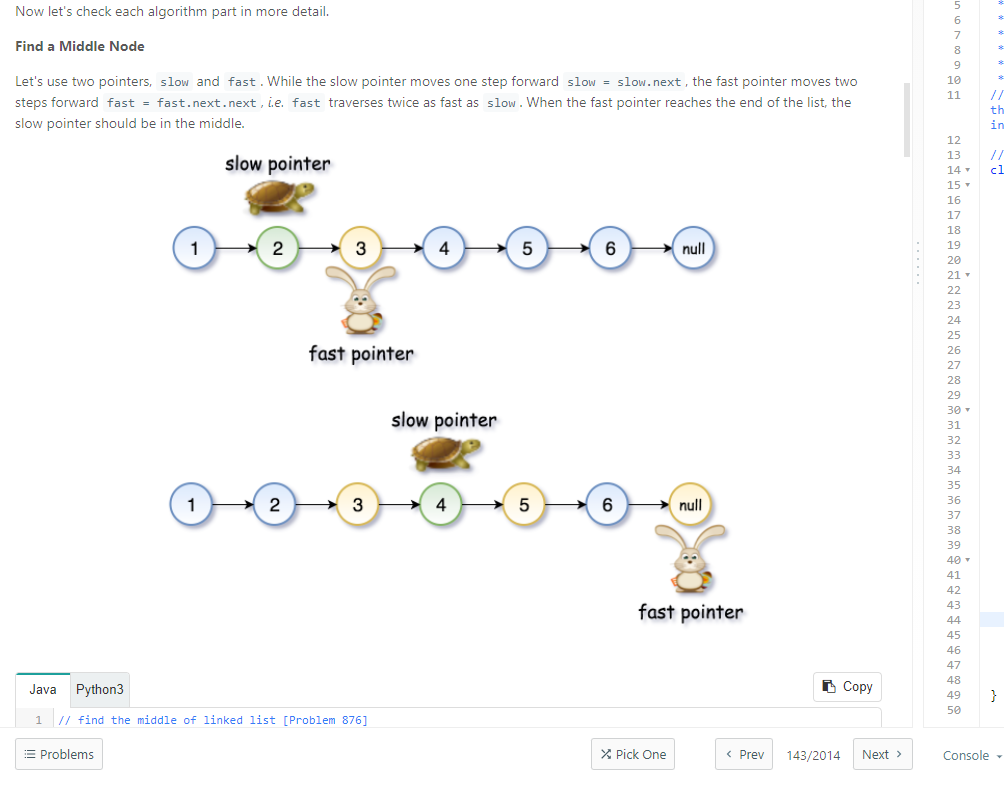 Now let's check each algorithm part in more detail.
Find a Middle Node
Let's use two pointers, slow and fast. While the slow pointer moves one step forward slow = slow.next, the fast pointer moves two
steps forward fast = fast.next.next, i.e. fast traverses twice as fast as slow. When the fast pointer reaches the end of the list, the
slow pointer should be in the middle.
slow pointer
1 2 3 4 5 6 null
fast pointer
slow pointer
1 2 3 4 5 6 null
fast pointer
Java Python3
Copy
1 // find the middle of linked list [Problem 876]
Problems
Pick One
Prev
143/2014
Next
5 *
6 *
7 *
8 *
9 *
10 *
11 //
th
in
12
13 //
14 cl
15
16
17
18
19
20
21
22
23
24
25
26
27
28
29
30
31
32
33
34
35
36
37
38
39
40
41
42
43
44
45
46
47
48
49 }
50
Console